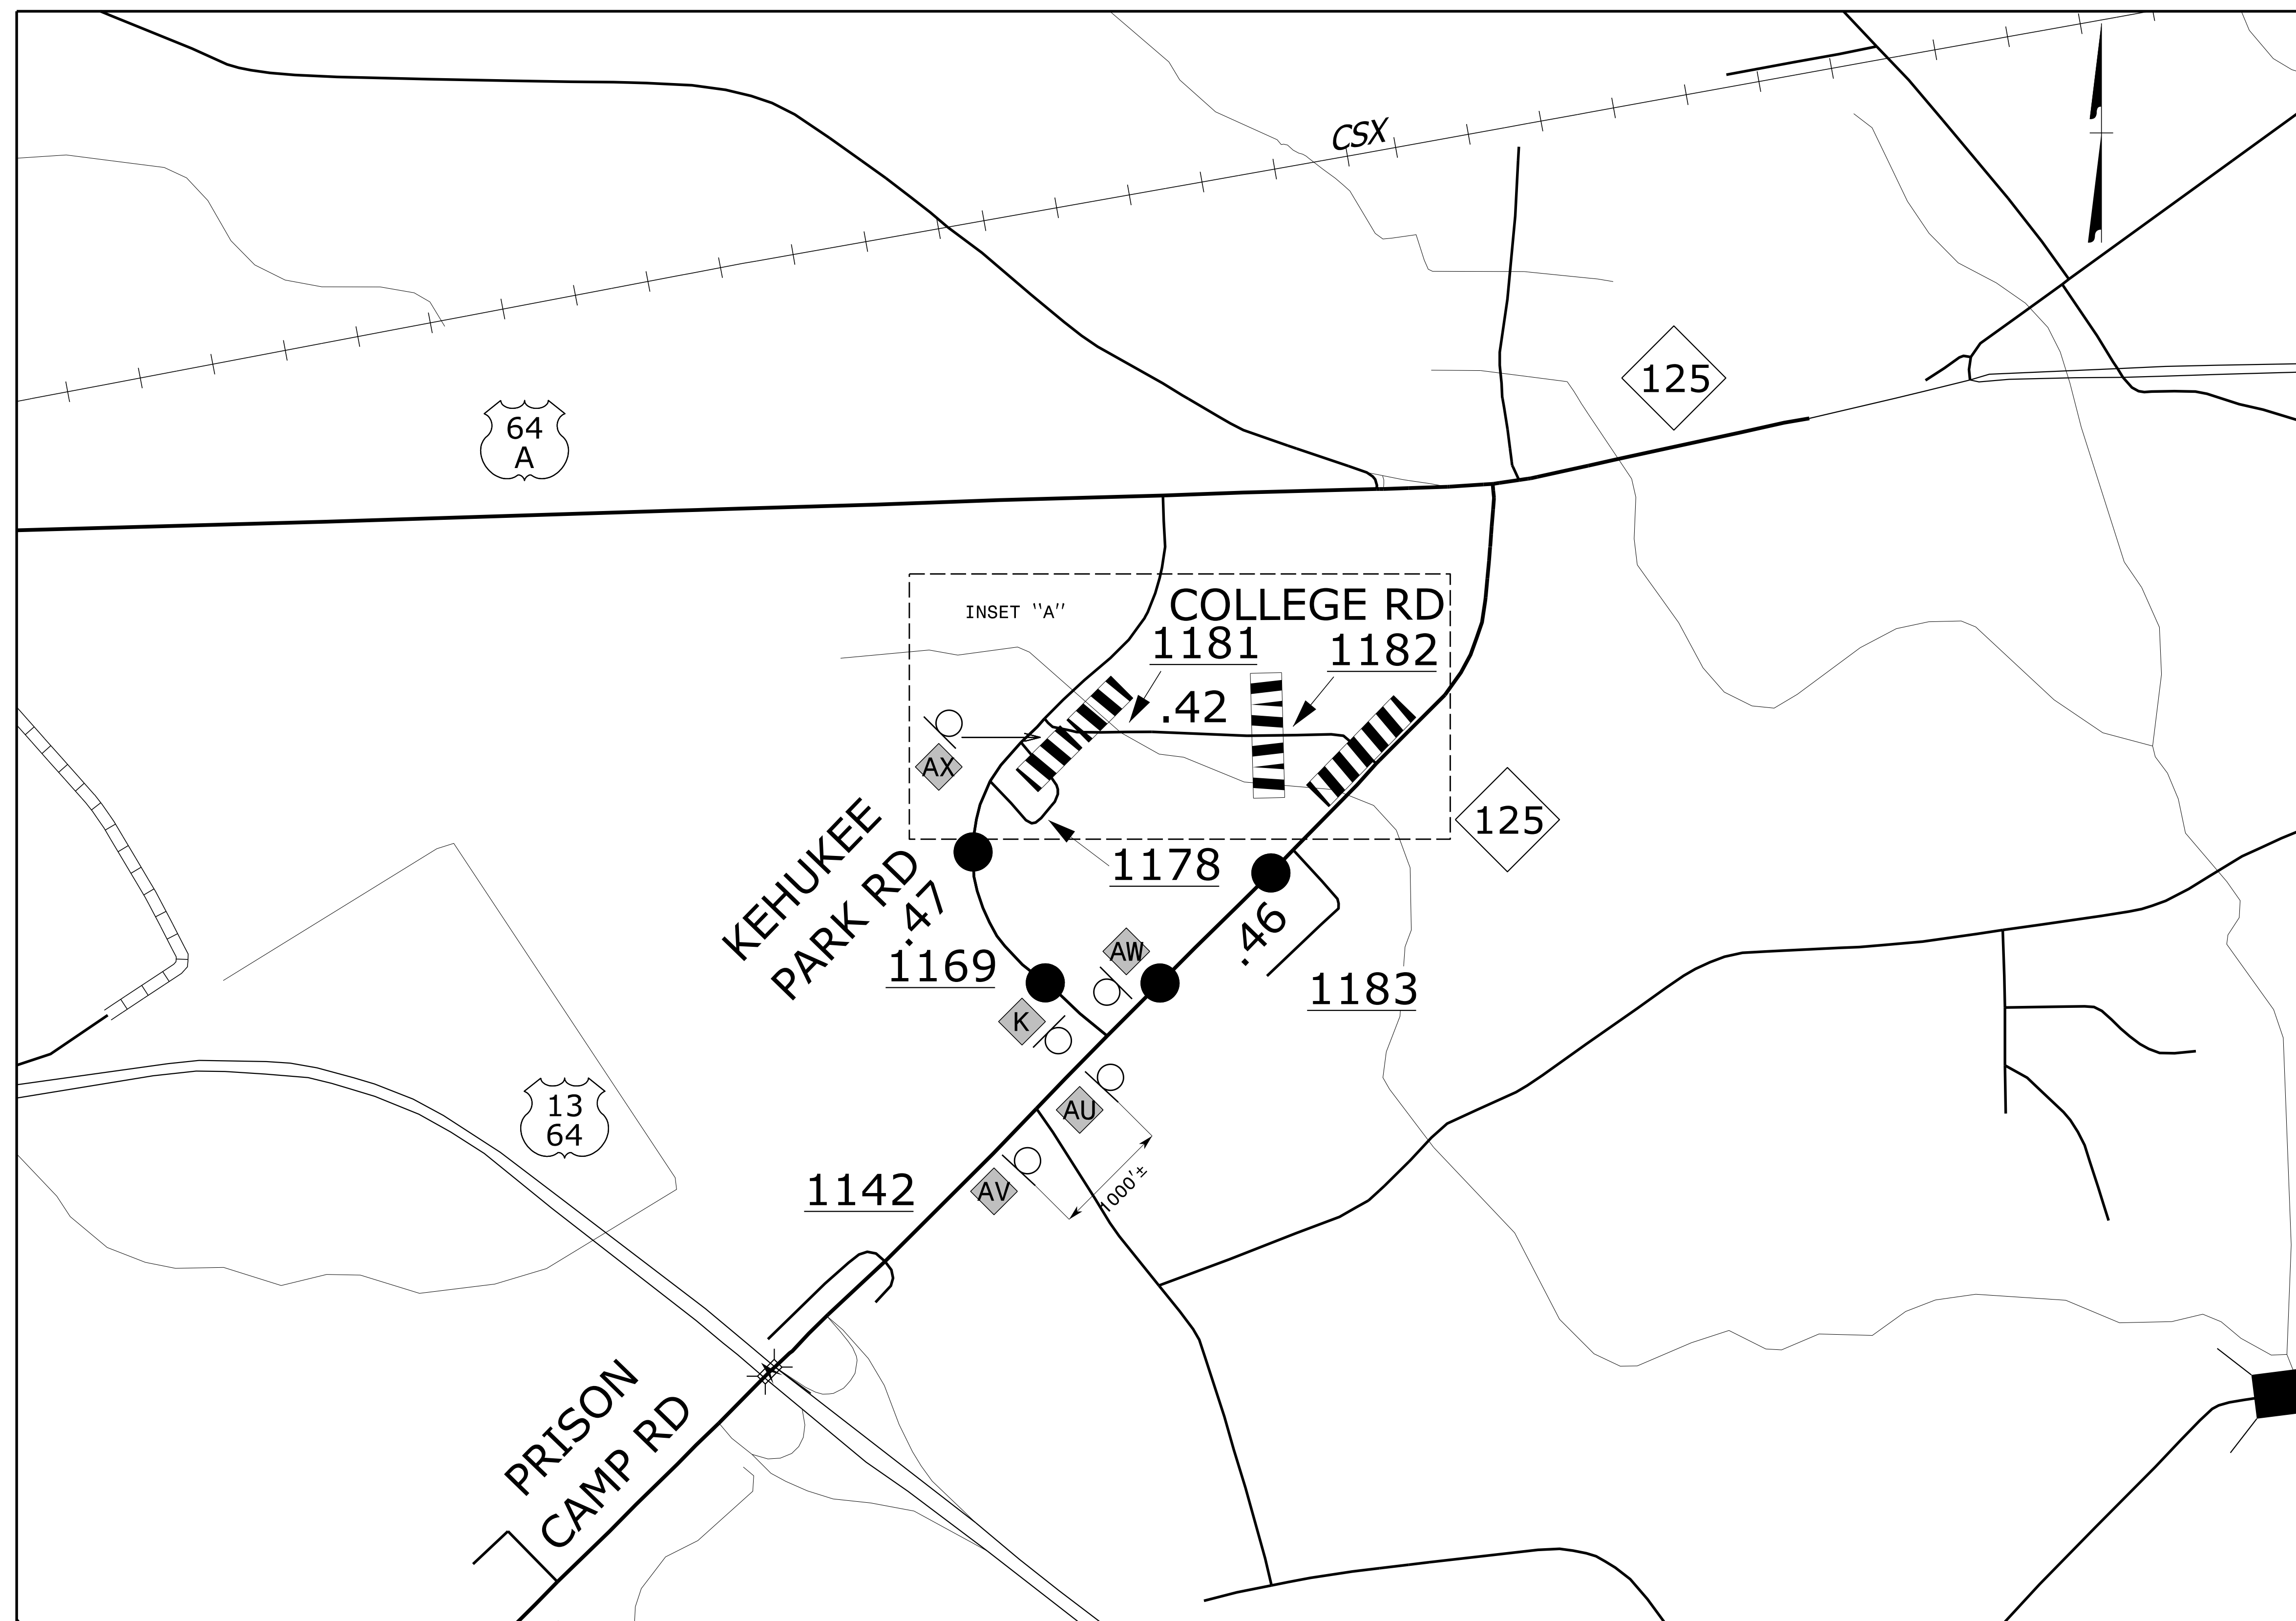 CSX
125
64
A
INSET "A"
COLLEGE RD
1181
1182
.42
AX
125
KEHUKEE
PARK RD
.47
1178
1169
AW
.46
1183
K
AU
13
64
1142
AV
1000'±
PRISON
CAMP RD